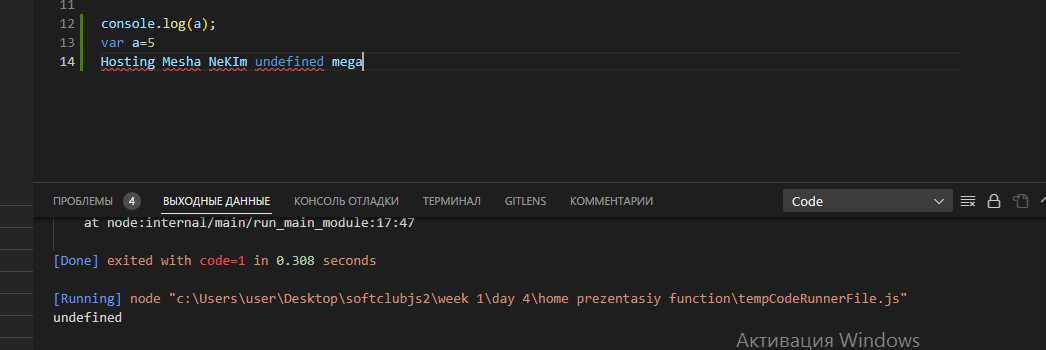 11
12 console.log(a);
13 var a=5
14 Hosting Mesha NeKIm undefined mega
ПРОБЛЕМЫ 4 ВЫХОДНЫЕ ДАННЫЕ КОНСОЛЬ ОТЛАДКИ ТЕРМИНАЛ GITLENS КОММЕНТАРИИ Code
at node:internal/main/run_main_module:17:47
[Done] exited with code=1 in 0.308 seconds
[Running] node "c:\Users\user\Desktop\softclubjs2\week 1\day 4\home prezentasiy function\tempCodeRunnerFile.js"
undefined
Активация Windows